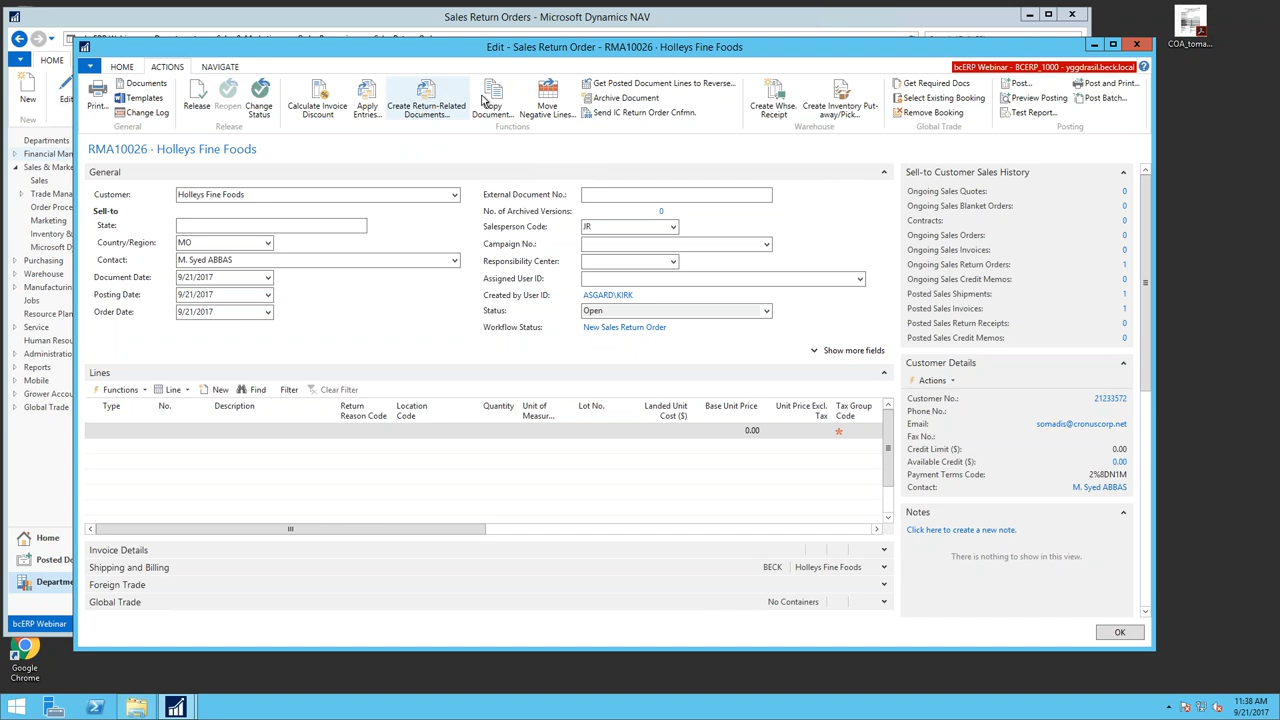 Sales Return Orders - Microsoft Dynamics NAV
COA_toma...
Edit - Sales Return Order - RMA10026 · Holleys Fine Foods
HOME
HOME ACTIONS NAVIGATE
bcERP Webinar - BCERP_1000 - yggdrasil.beck.local
New
Edit
New
Print...
Documents
Templates
Change Log
General
Release
Reopen
Change Status
Release
Calculate Invoice Discount
Apply Entries...
Create Return-Related Documents...
Copy Document...
Move Negative Lines...
Get Posted Document Lines to Reverse...
Archive Document
Send IC Return Order Cnfmn.
Functions
Create Whse. Receipt
Create Inventory Put-away/Pick...
Warehouse
Get Required Docs
Select Existing Booking
Remove Booking
Global Trade
Post...
Preview Posting
Test Report...
Post and Print...
Post Batch...
Posting
Departments
Financial Man
Sales & Marke
Sales
Trade Mana
Order Proce
Marketing
Inventory &
Microsoft Dy
Purchasing
Warehouse
Manufacturin
Jobs
Resource Plan
Service
Human Resou
Administratio
Reports
Mobile
Grower Accou
Global Trade
Home
Posted Do
Departme
bcERP Webinar
RMA10026 · Holleys Fine Foods
General
Customer: Holleys Fine Foods
Sell-to
State:
Country/Region: MO
Contact: M. Syed ABBAS
Document Date: 9/21/2017
Posting Date: 9/21/2017
Order Date: 9/21/2017
External Document No.:
No. of Archived Versions: 0
Salesperson Code: JR
Campaign No.:
Responsibility Center:
Assigned User ID:
Created by User ID: ASGARD\KIRK
Status: Open
Workflow Status: New Sales Return Order
Show more fields
Lines
Functions Line New Find Filter Clear Filter
Type No. Description Return Reason Code Location Code Quantity Unit of Measur... Lot No. Landed Unit Cost ($) Base Unit Price Unit Price Excl. Tax Tax Group Code
0.00 *
Invoice Details
Shipping and Billing BECK Holleys Fine Foods
Foreign Trade
Global Trade No Containers
Sell-to Customer Sales History
Ongoing Sales Quotes: 0
Ongoing Sales Blanket Orders: 0
Contracts: 0
Ongoing Sales Orders: 0
Ongoing Sales Invoices: 0
Ongoing Sales Return Orders: 1
Ongoing Sales Credit Memos: 0
Posted Sales Shipments: 1
Posted Sales Invoices: 1
Posted Sales Return Receipts: 0
Posted Sales Credit Memos: 0
Customer Details
Actions
Customer No.: 21233572
Phone No.:
Email: somadis@cronuscorp.net
Fax No.:
Credit Limit ($): 0.00
Available Credit ($): 0.00
Payment Terms Code: 2%8DN1M
Contact: M. Syed ABBAS
Notes
Click here to create a new note.
There is nothing to show in this view.
OK
Google Chrome
11:38 AM
9/21/2017